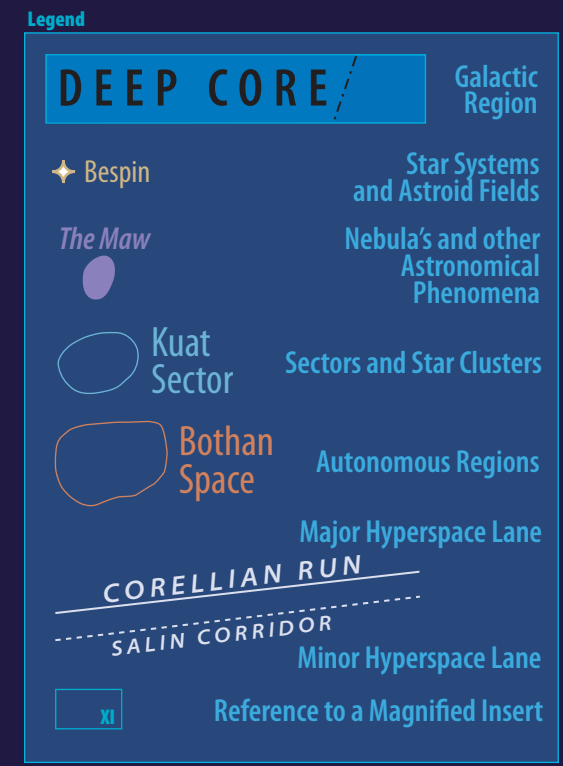 Legend
DEEP CORE
Galactic
Region
Bespin
Star Systems
and Astroid Fields
The Maw
Nebula's and other
Astronomical
Phenomena
Kuat
Sector
Sectors and Star Clusters
Bothan
Space
Autonomous Regions
Major Hyperspace Lane
CORELLIAN RUN
SALIN CORRIDOR
Minor Hyperspace Lane
XI
Reference to a Magnified Insert